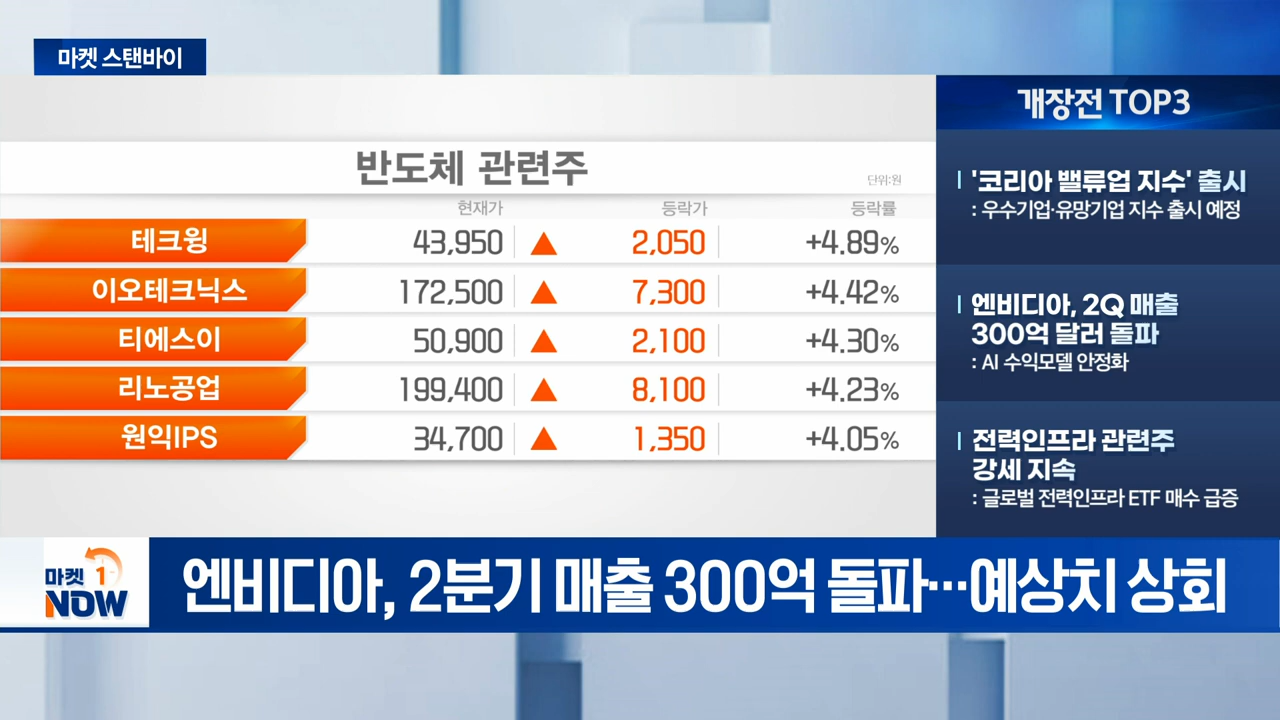 마켓 스탠바이
반도체 관련주
단위:원
현재가 등락가 등락률
테크윙 43,950 ▲ 2,050 +4.89%
이오테크닉스 172,500 ▲ 7,300 +4.42%
티에스이 50,900 ▲ 2,100 +4.30%
리노공업 199,400 ▲ 8,100 +4.23%
원익IPS 34,700 ▲ 1,350 +4.05%
개장전 TOP3
'코리아 밸류업 지수' 출시
: 우수기업·유망기업 지수 출시 예정
엔비디아, 2Q 매출
300억 달러 돌파
: AI 수익모델 안정화
전력인프라 관련주
강세 지속
: 글로벌 전력인프라 ETF 매수 급증
마켓 1
NOW
엔비디아, 2분기 매출 300억 돌파…예상치 상회